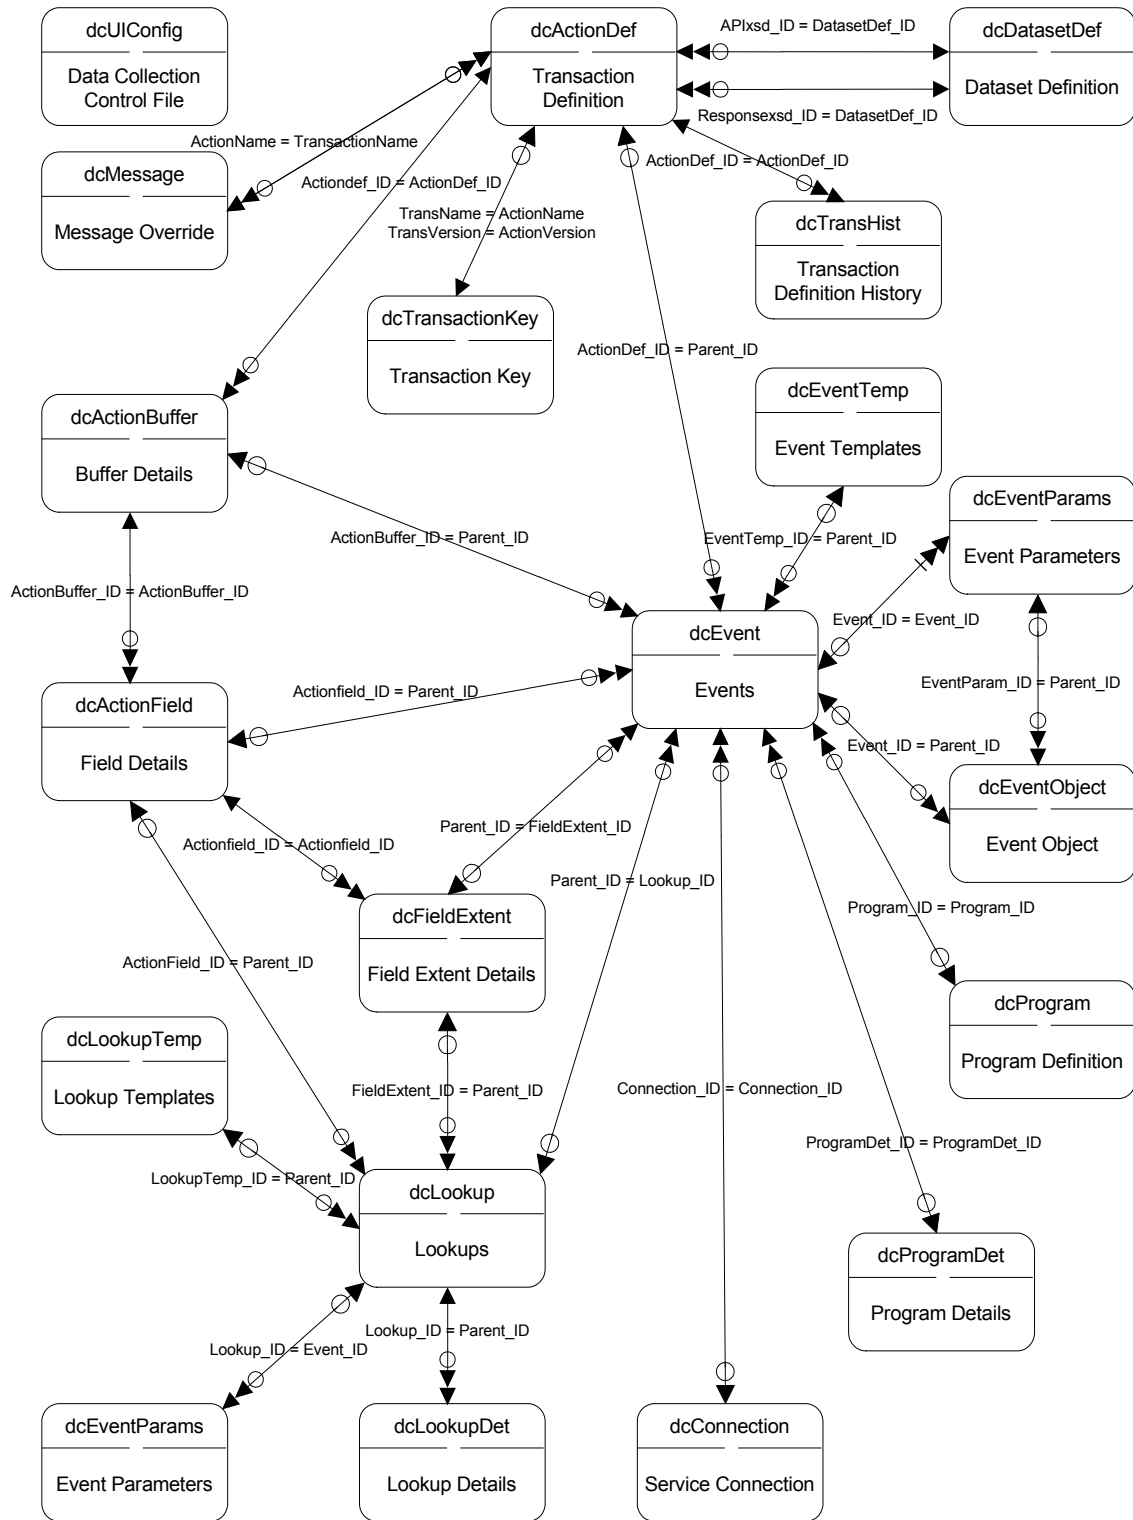 dcUIConfig
Data Collection
Control File
dcActionDef
Transaction
Definition
APIxsd_ID = DatasetDef_ID
dcDatasetDef
Dataset Definition
Responsexsd_ID = DatasetDef_ID
ActionName = TransactionName
dcMessage
Message Override
Actiondef_ID = ActionDef_ID
ActionDef_ID = ActionDef_ID
TransName = ActionName
TransVersion = ActionVersion
dcTransHist
Transaction
Definition History
dcTransactionKey
Transaction Key
ActionDef_ID = Parent_ID
dcEventTemp
Event Templates
dcActionBuffer
Buffer Details
dcEventParams
Event Parameters
ActionBuffer_ID = Parent_ID
EventTemp_ID = Parent_ID
ActionBuffer_ID = ActionBuffer_ID
Event_ID = Event_ID
dcEvent
Events
Actionfield_ID = Parent_ID
EventParam_ID = Parent_ID
dcActionField
Field Details
Event_ID = Parent_ID
dcEventObject
Event Object
Parent_ID = FieldExtent_ID
Actionfield_ID = Actionfield_ID
Parent_ID = Lookup_ID
Program_ID = Program_ID
dcFieldExtent
Field Extent Details
ActionField_ID = Parent_ID
dcProgram
Program Definition
dcLookupTemp
Lookup Templates
FieldExtent_ID = Parent_ID
Connection_ID = Connection_ID
ProgramDet_ID = ProgramDet_ID
LookupTemp_ID = Parent_ID
dcLookup
Lookups
dcProgramDet
Program Details
Lookup_ID = Parent_ID
Lookup_ID = Event_ID
dcEventParams
Event Parameters
dcLookupDet
Lookup Details
dcConnection
Service Connection